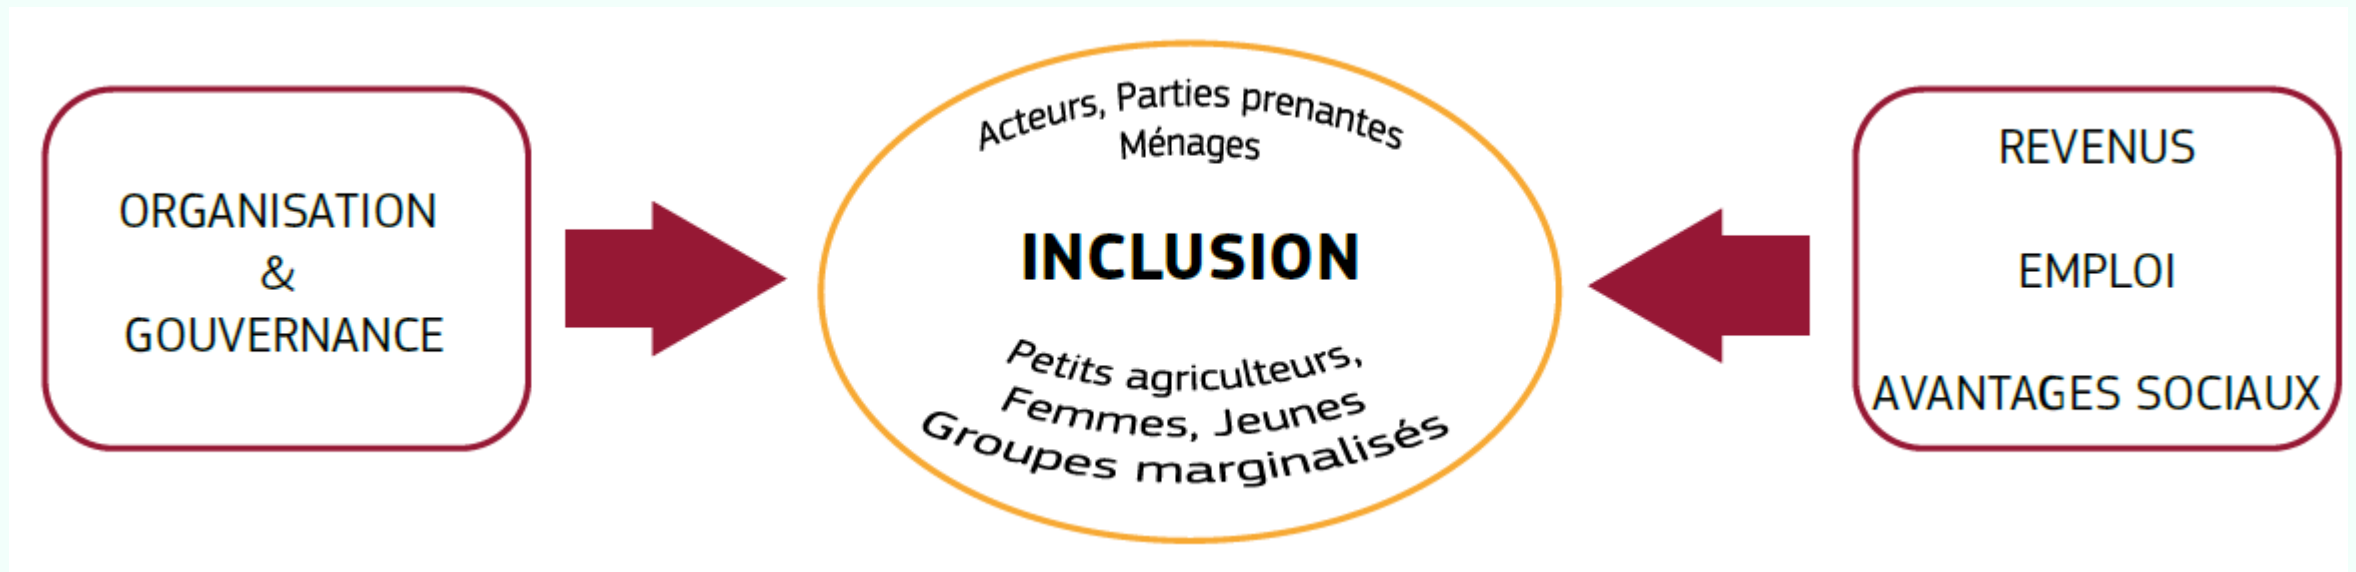 ORGANISATION
&
GOUVERNANCE
Acteurs, Parties prenantes
Ménages
INCLUSION
Petits agriculteurs,
Femmes, Jeunes
Groupes marginalisés
REVENUS
EMPLOI
AVANTAGES SOCIAUX